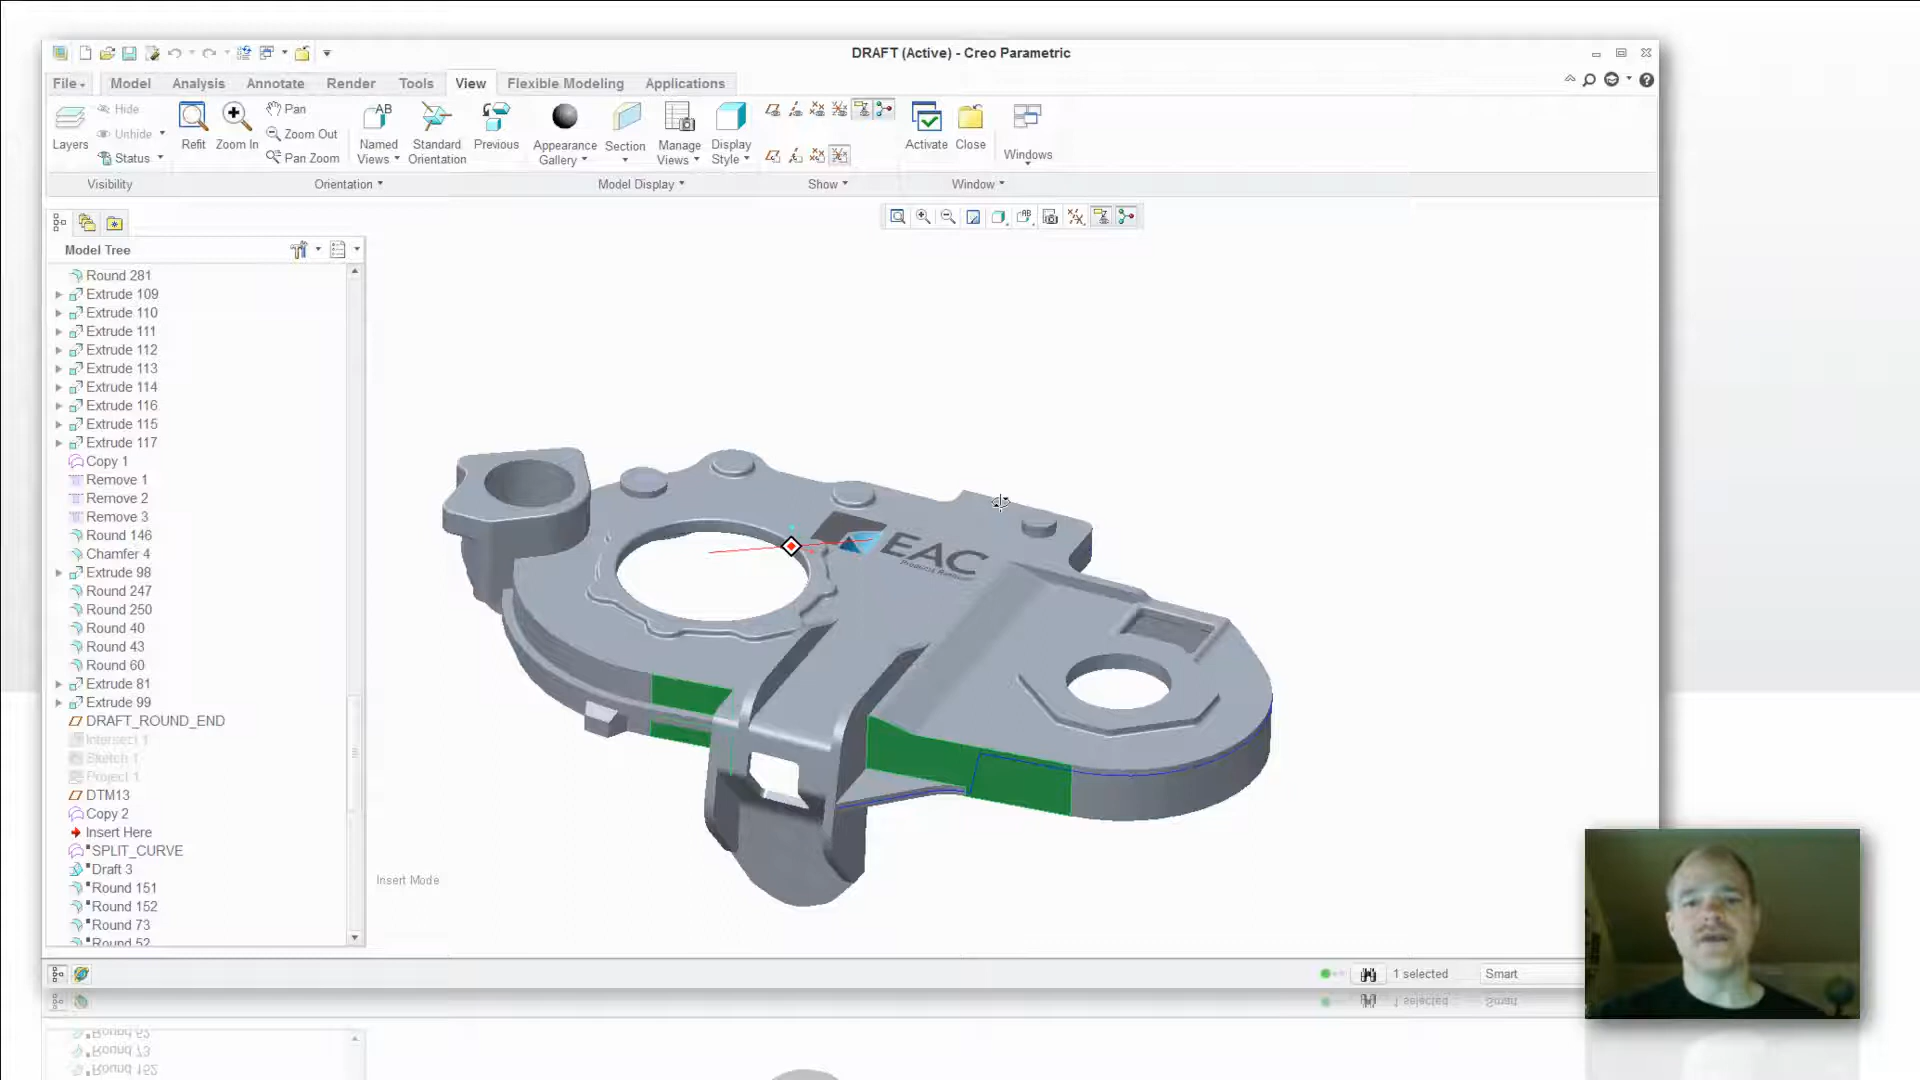 DRAFT (Active) - Creo Parametric
File
Model
Analysis
Annotate
Render
Tools
View
Flexible Modeling
Applications
Layers
Hide
Unhide
Status
Refit
Zoom In
Pan
Zoom Out
Pan Zoom
Named Views
Standard Orientation
Previous
Appearance Gallery
Section
Manage Views
Display Style
Activate
Close
Windows
Visibility
Orientation
Model Display
Show
Window
Model Tree
Round 281
Extrude 109
Extrude 110
Extrude 111
Extrude 112
Extrude 113
Extrude 114
Extrude 116
Extrude 115
Extrude 117
Copy 1
Remove 1
Remove 2
Remove 3
Round 146
Chamfer 4
Extrude 98
Round 247
Round 250
Round 40
Round 43
Round 60
Extrude 81
Extrude 99
DRAFT_ROUND_END
Intersect 1
Sketch 1
Project 1
DTM13
Copy 2
Insert Here
SPLIT_CURVE
Draft 3
Round 151
Round 152
Round 73
Round 52
EAC
Insert Mode
1 selected
Smart